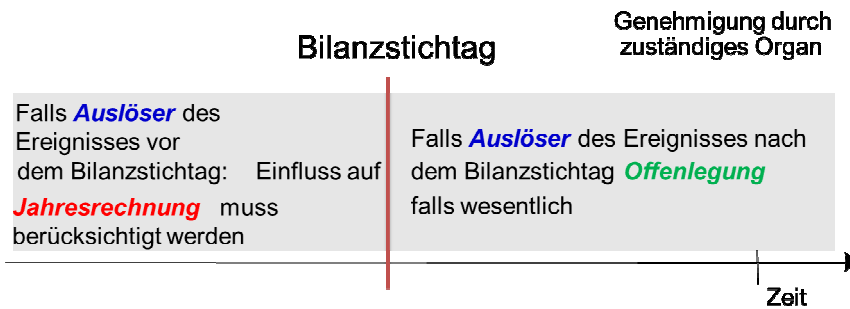 Genehmigung durch
zuständiges Organ
Bilanzstichtag
Falls Auslöser des
Ereignisses vor
dem Bilanzstichtag: Einfluss auf
Jahresrechnung muss
berücksichtigt werden
Falls Auslöser des Ereignisses nach
dem Bilanzstichtag Offenlegung
falls wesentlich
Zeit